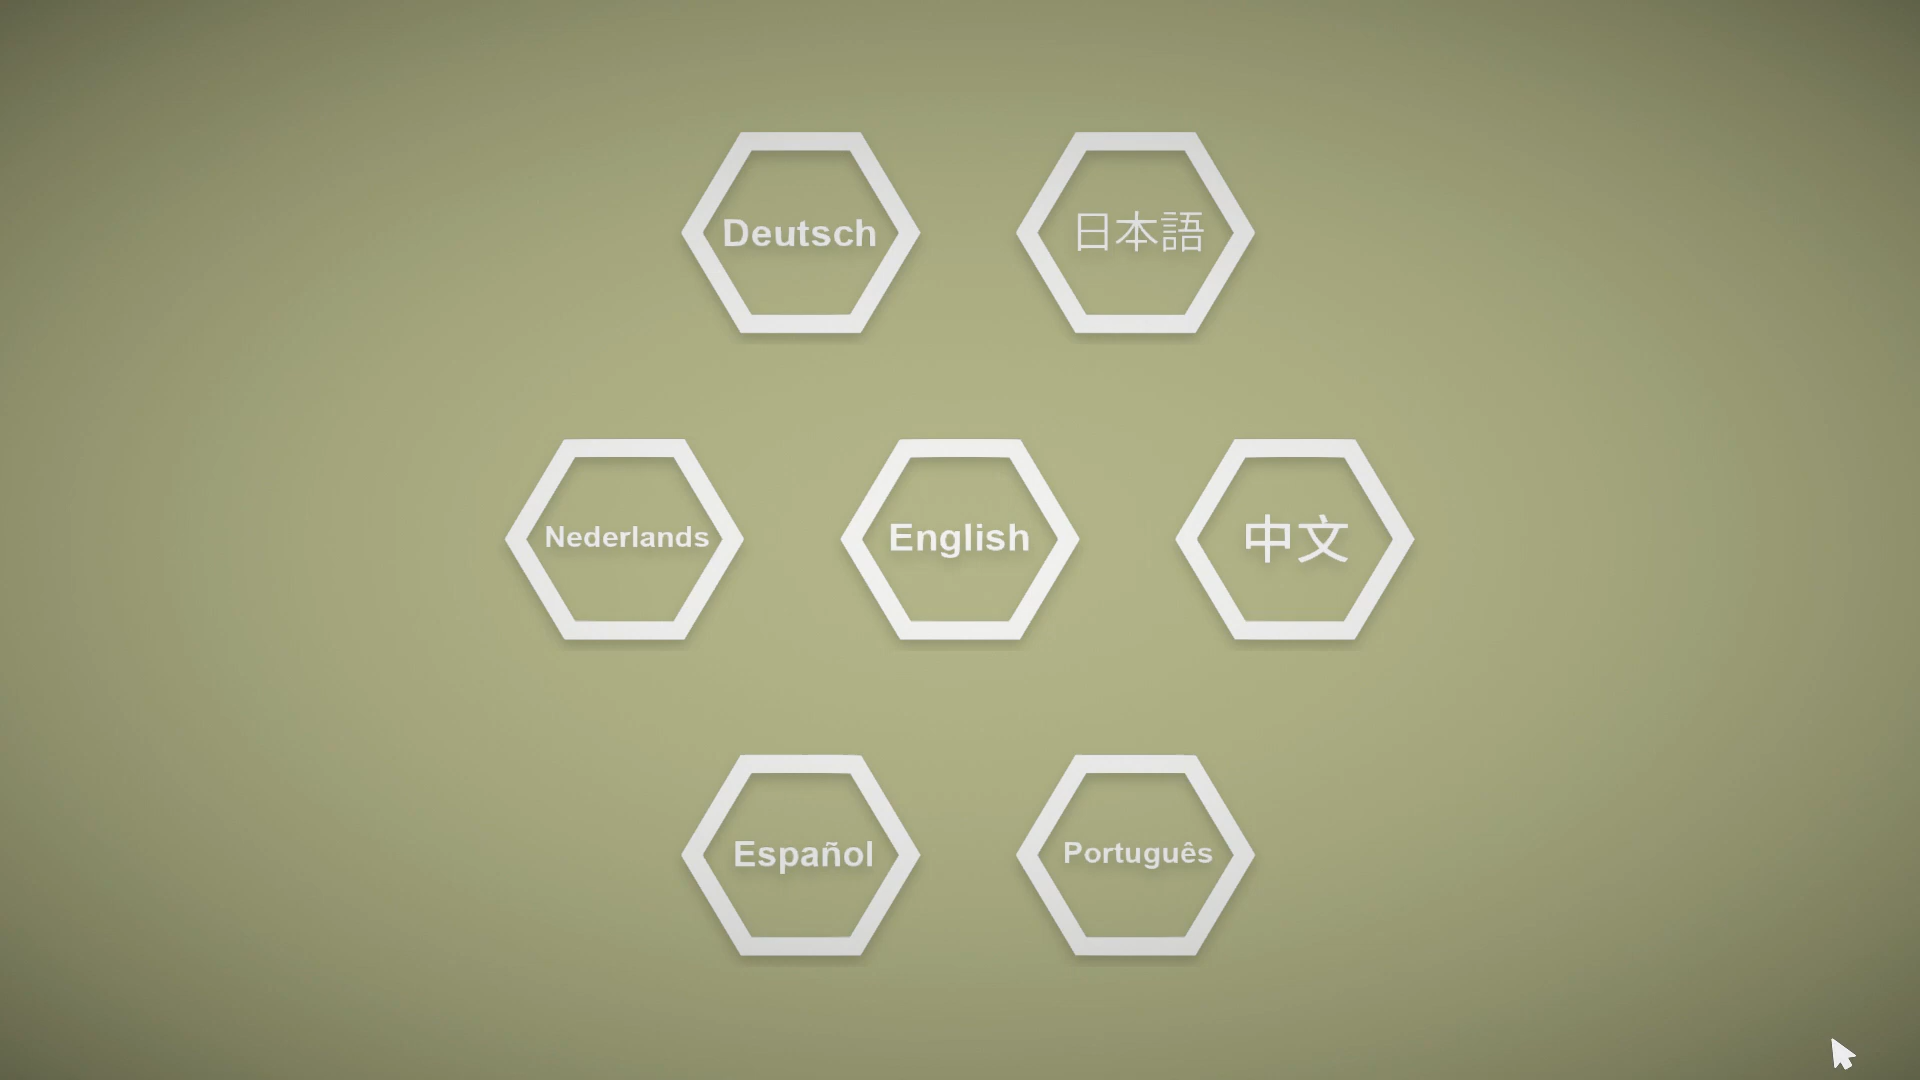 Deutsch
日本語
Nederlands
English
中文
Español
Português